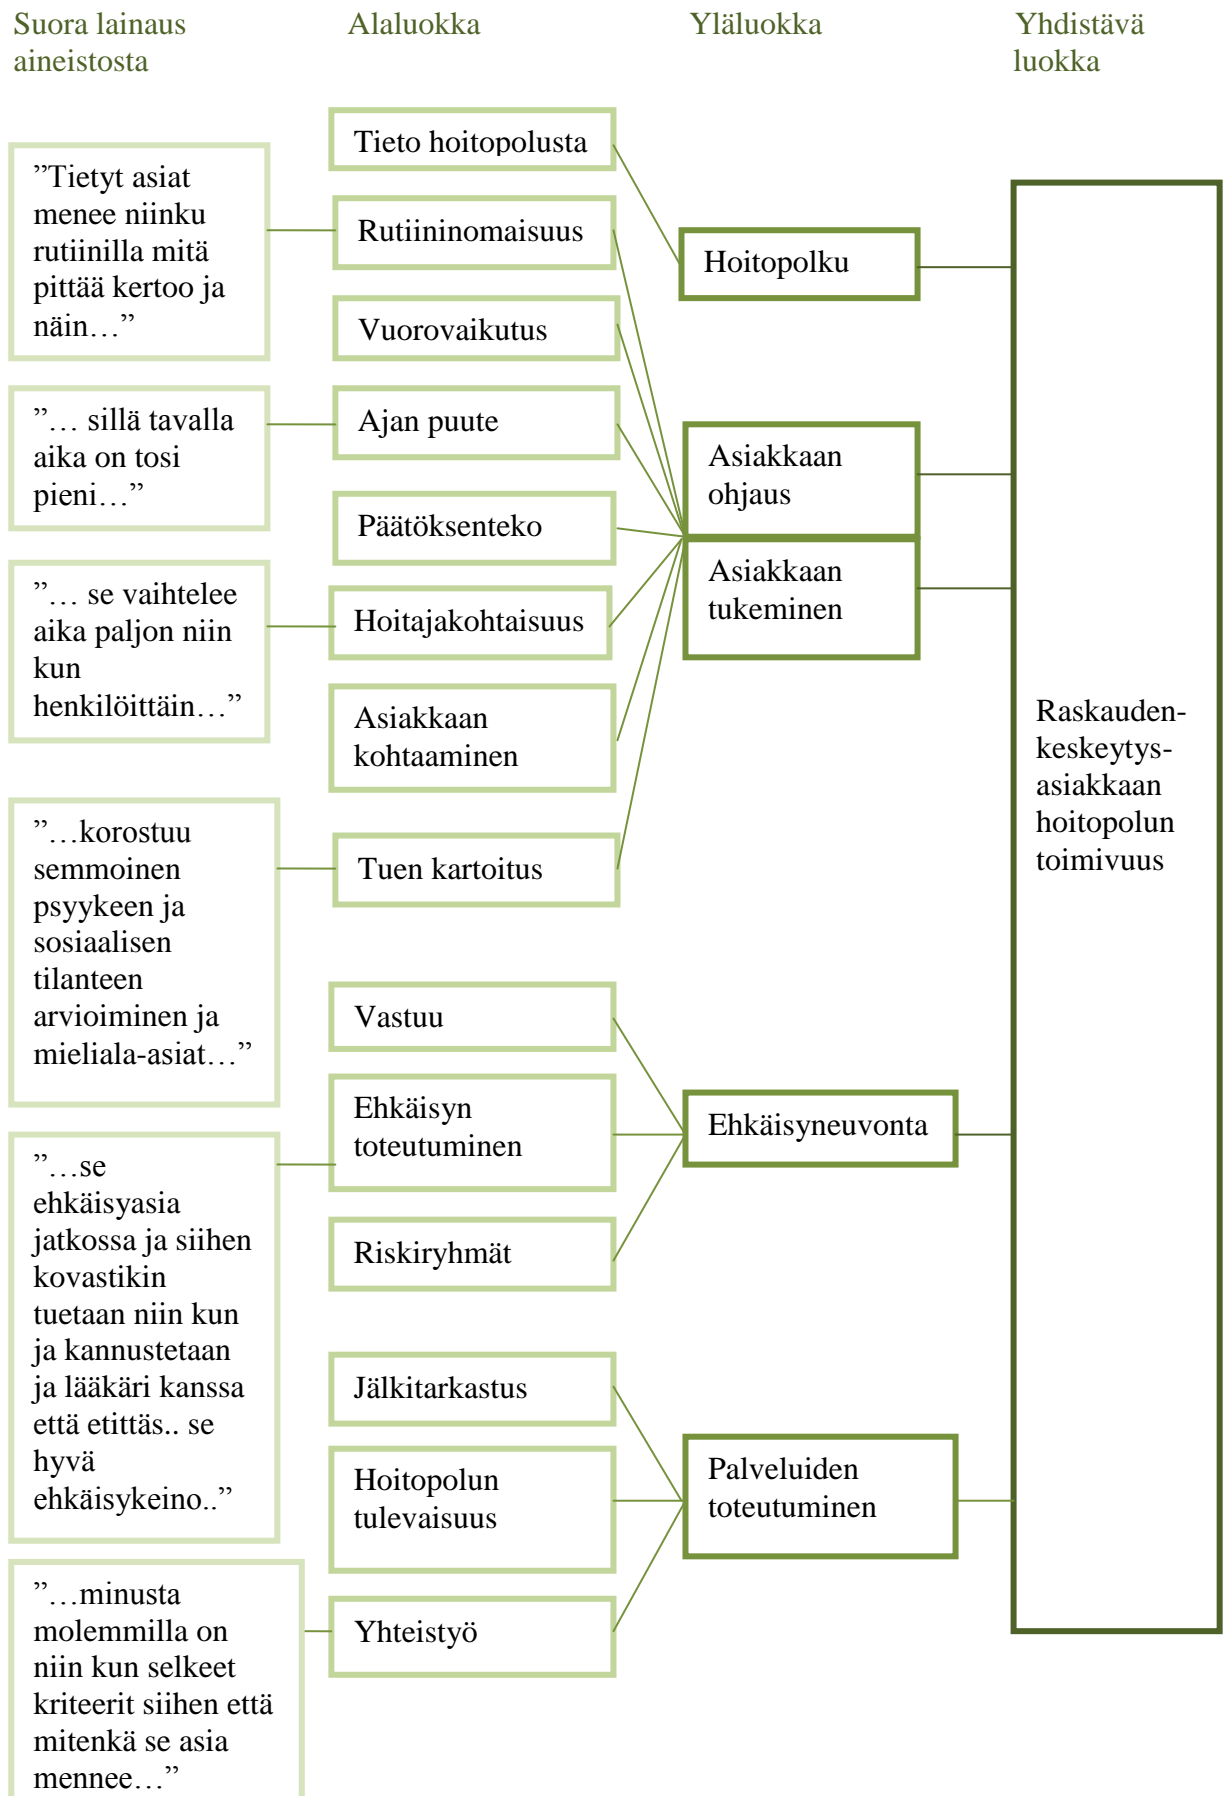 Suora lainaus
aineistosta
Alaluokka
Yläluokka
Yhdistävä
luokka
”Tietyt asiat
menee niinku
rutiinilla mitä
pittää kertoo ja
näin…”
”… sillä tavalla
aika on tosi
pieni…”
”… se vaihtelee
aika paljon niin
kun
henkilöittäin…”
”…korostuu
semmoinen
psyykeen ja
sosiaalisen
tilanteen
arvioiminen ja
mieliala-asiat…”
”…se
ehkäisyasia
jatkossa ja siihen
kovastikin
tuetaan niin kun
ja kannustetaan
ja lääkäri kanssa
että etittäs.. se
hyvä
ehkäisykeino..”
”…minusta
molemmilla on
niin kun selkeet
kriteerit siihen että
mitenkä se asia
mennee…”
Tieto hoitopolusta
Rutiininomaisuus
Vuorovaikutus
Ajan puute
Päätöksenteko
Hoitajakohtaisuus
Asiakkaan
kohtaaminen
Tuen kartoitus
Vastuu
Ehkäisyn
toteutuminen
Riskiryhmät
Jälkitarkastus
Hoitopolun
tulevaisuus
Yhteistyö
Hoitopolku
Asiakkaan
ohjaus
Asiakkaan
tukeminen
Ehkäisyneuvonta
Palveluiden
toteutuminen
Raskauden-
keskeytys-
asiakkaan
hoitopolun
toimivuus